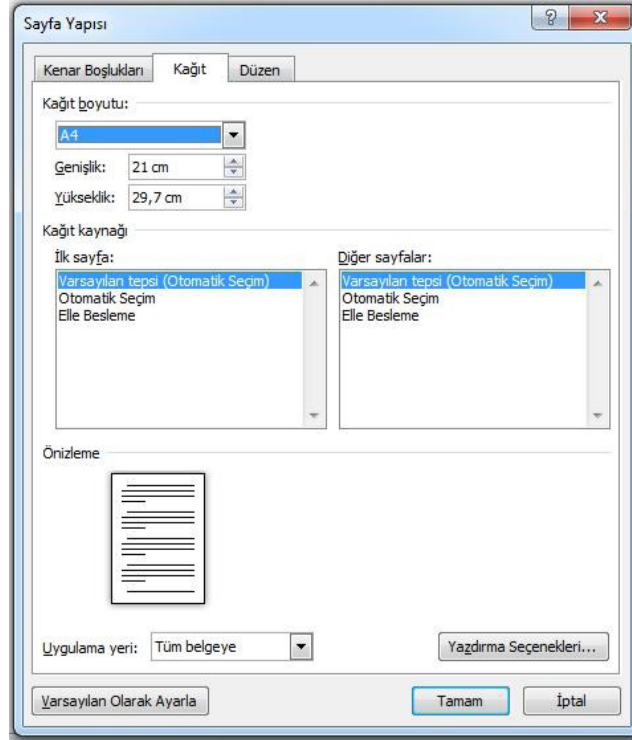 Sayfa Yapısı
Kenar Boşlukları Kağıt Düzen
Kağıt boyutu:
A4
Genişlik: 21 cm
Yükseklik: 29,7 cm
Kağıt kaynağı
İlk sayfa: Diğer sayfalar:
Varsayılan tepsi (Otomatik Seçim) Varsayılan tepsi (Otomatik Seçim)
Otomatik Seçim Otomatik Seçim
Elle Besleme Elle Besleme
Önizleme
Uygulama yeri: Tüm belgeye Yazdırma Seçenekleri...
Varsayılan Olarak Ayarla Tamam İptal